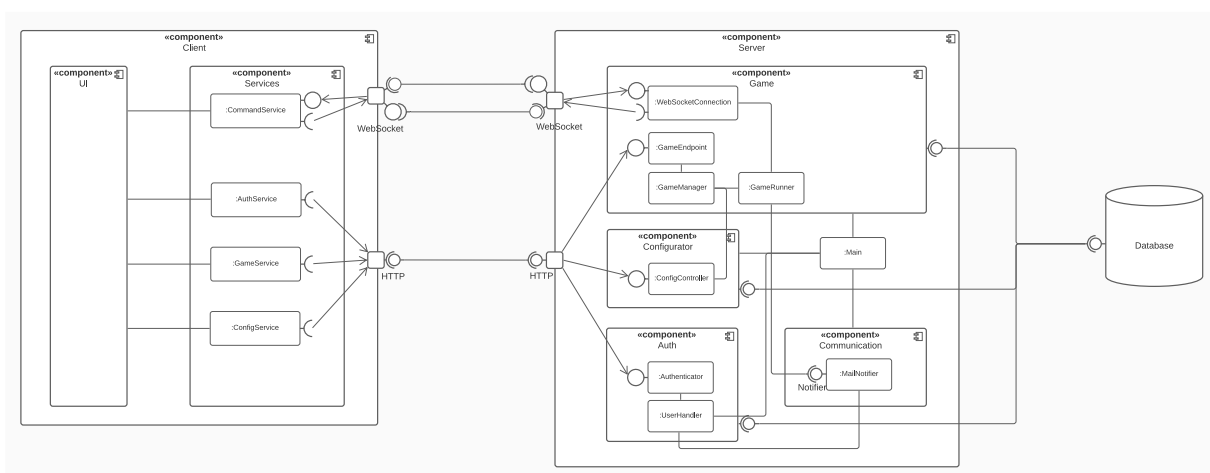 «component»
Client
«component»
UI
«component»
Services
:CommandService
:AuthService
:GameService
:ConfigService
WebSocket
HTTP
«component»
Server
WebSocket
HTTP
«component»
Game
:WebSocketConnection
:GameEndpoint
:GameManager
:GameRunner
«component»
Configurator
:ConfigController
:Main
«component»
Auth
:Authenticator
:UserHandler
«component»
Communication
:MailNotifier
Notifier
Database